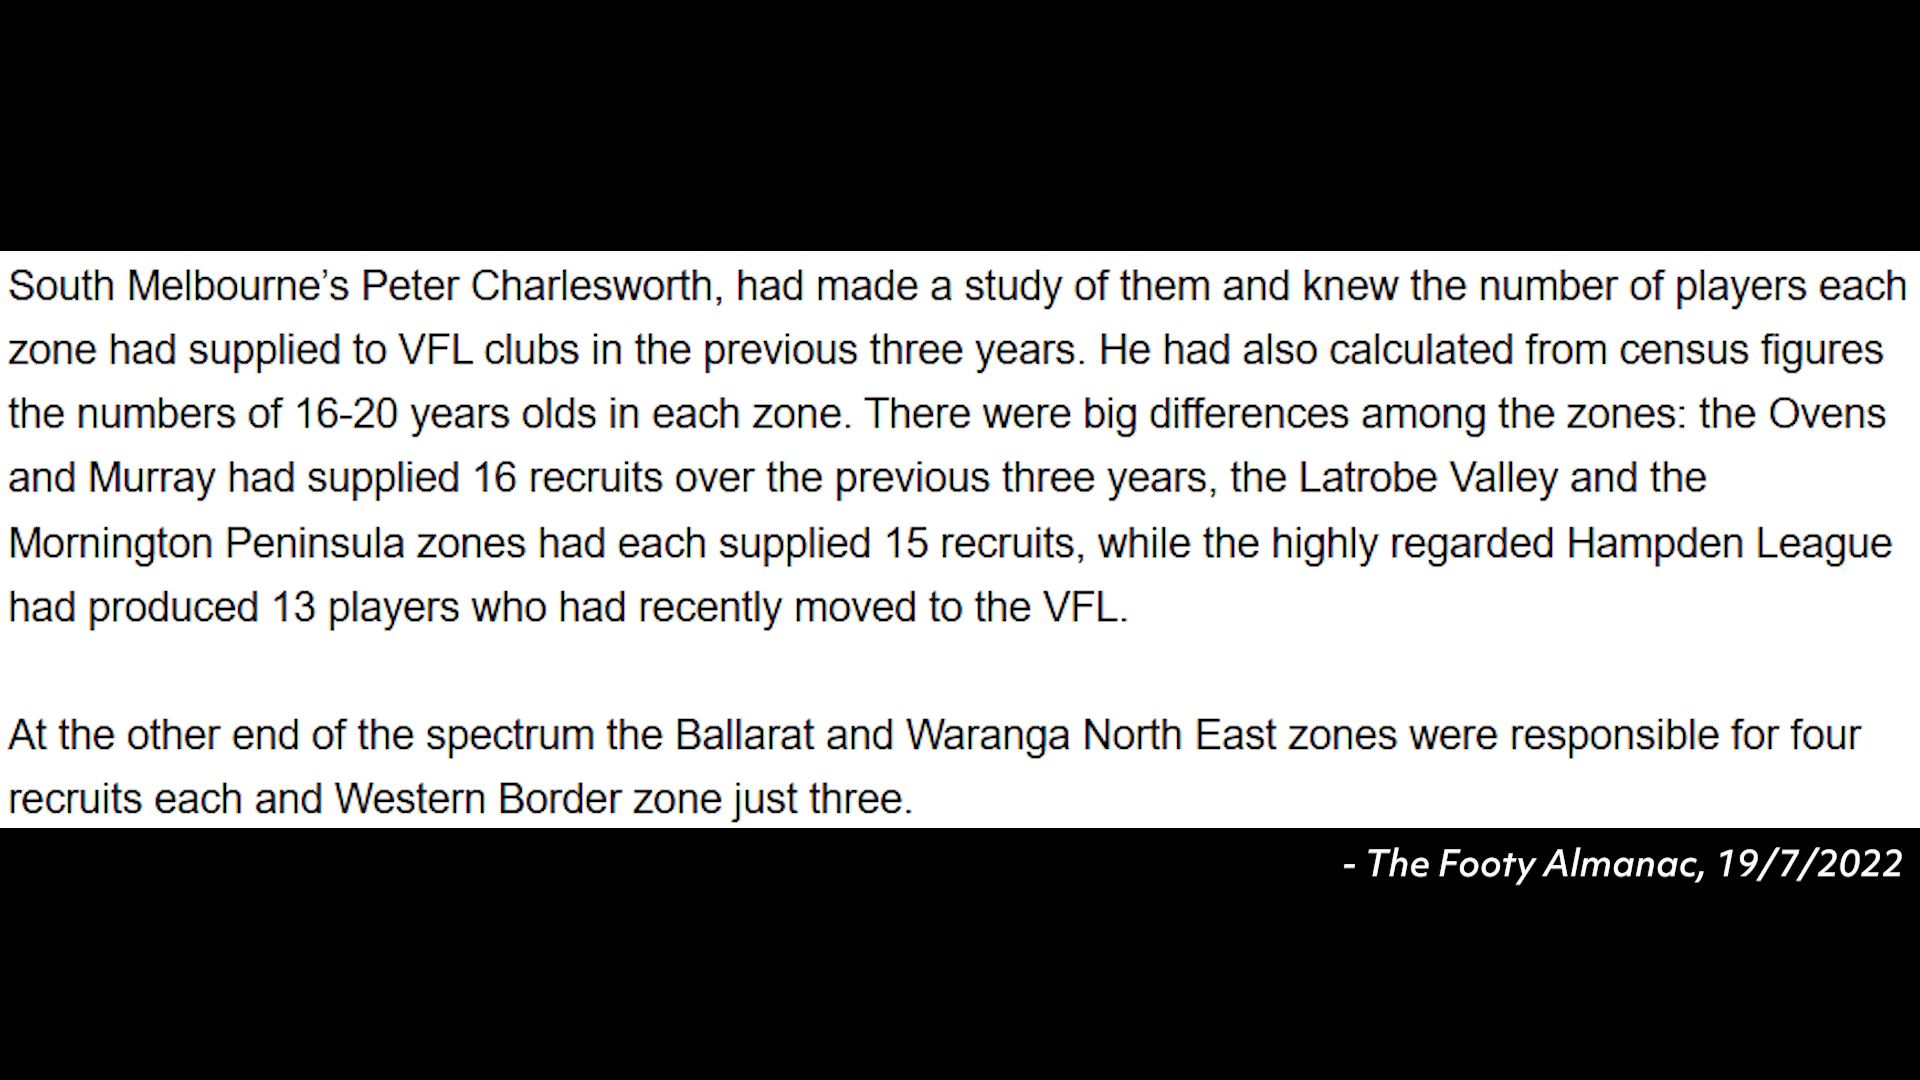 South Melbourne’s Peter Charlesworth, had made a study of them and knew the number of players each
zone had supplied to VFL clubs in the previous three years. He had also calculated from census figures
the numbers of 16-20 years olds in each zone. There were big differences among the zones: the Ovens
and Murray had supplied 16 recruits over the previous three years, the Latrobe Valley and the
Mornington Peninsula zones had each supplied 15 recruits, while the highly regarded Hampden League
had produced 13 players who had recently moved to the VFL.
At the other end of the spectrum the Ballarat and Waranga North East zones were responsible for four
recruits each and Western Border zone just three.
- The Footy Almanac, 19/7/2022